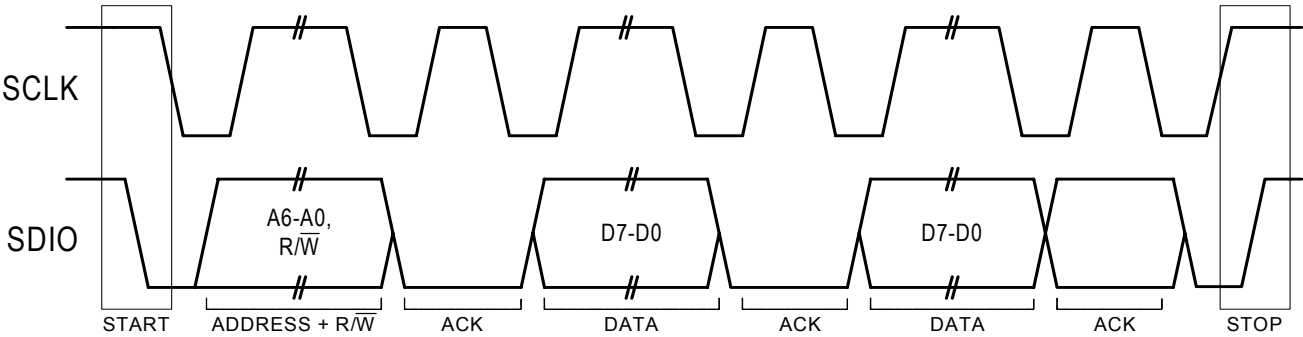 SCLK
SDIO
A6-A0,
R/W̅
D7-D0
D7-D0
START
ADDRESS + R/W̅
ACK
DATA
ACK
DATA
ACK
STOP